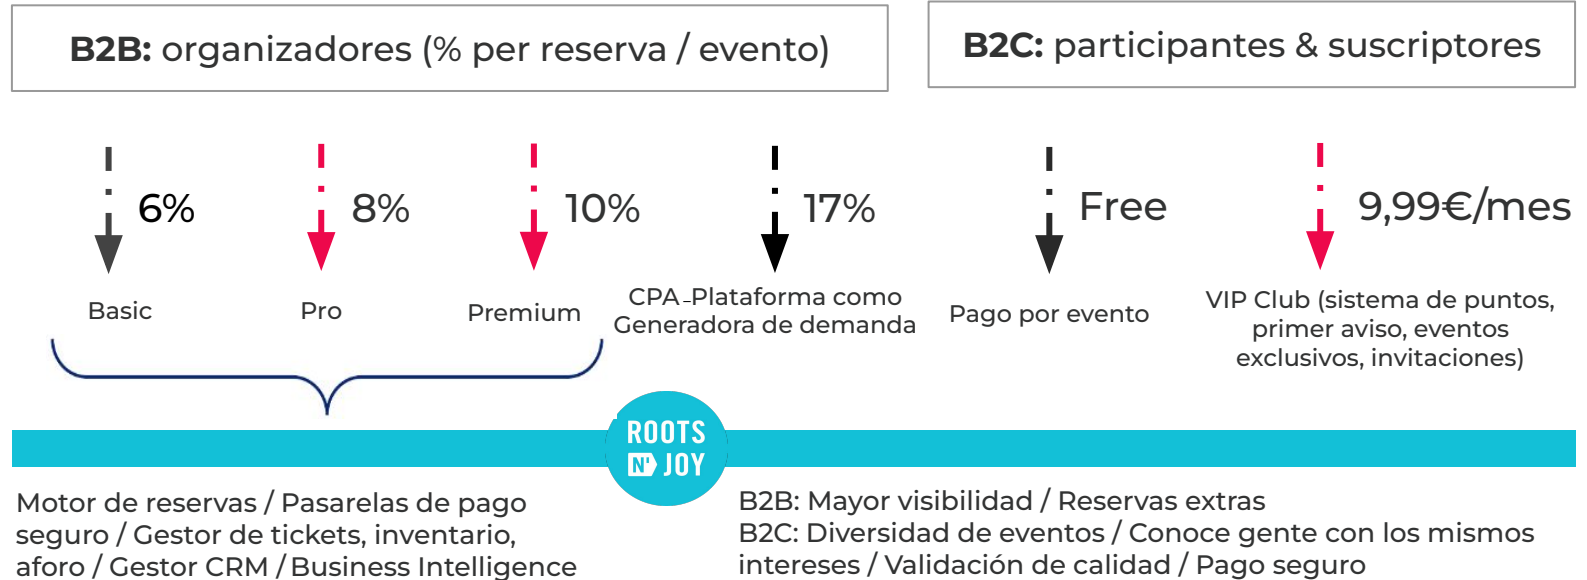 B2B: organizadores (% per reserva / evento)
B2C: participantes & suscriptores
6%
8%
10%
17%
Free
9,99€/mes
Basic
Pro
Premium
CPA-Plataforma como
Generadora de demanda
Pago por evento
VIP Club (sistema de puntos,
primer aviso, eventos
exclusivos, invitaciones)
ROOTS
N' JOY
Motor de reservas / Pasarelas de pago
seguro / Gestor de tickets, inventario,
aforo / Gestor CRM / Business Intelligence
B2B: Mayor visibilidad / Reservas extras
B2C: Diversidad de eventos / Conoce gente con los mismos
intereses / Validación de calidad / Pago seguro